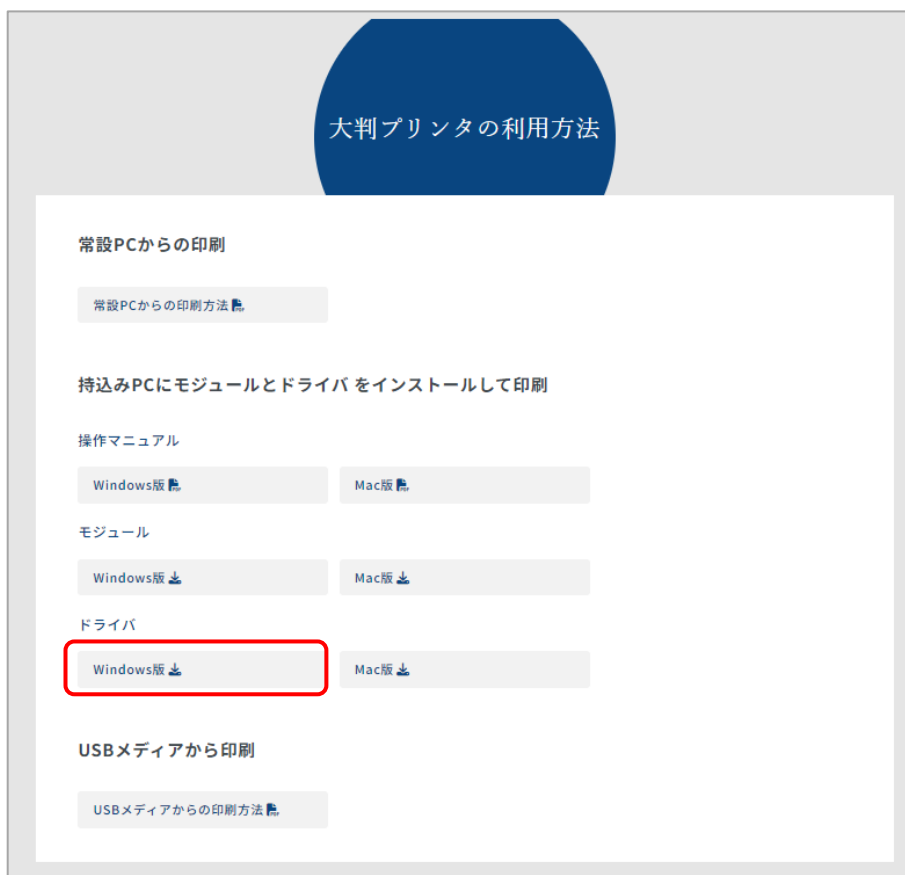 大判プリンタの利用方法
常設PCからの印刷
常設PCからの印刷方法
持込みPCにモジュールとドライバ をインストールして印刷
操作マニュアル
Windows版 Mac版
モジュール
Windows版 Mac版
ドライバ
Windows版 Mac版
USBメディアから印刷
USBメディアからの印刷方法